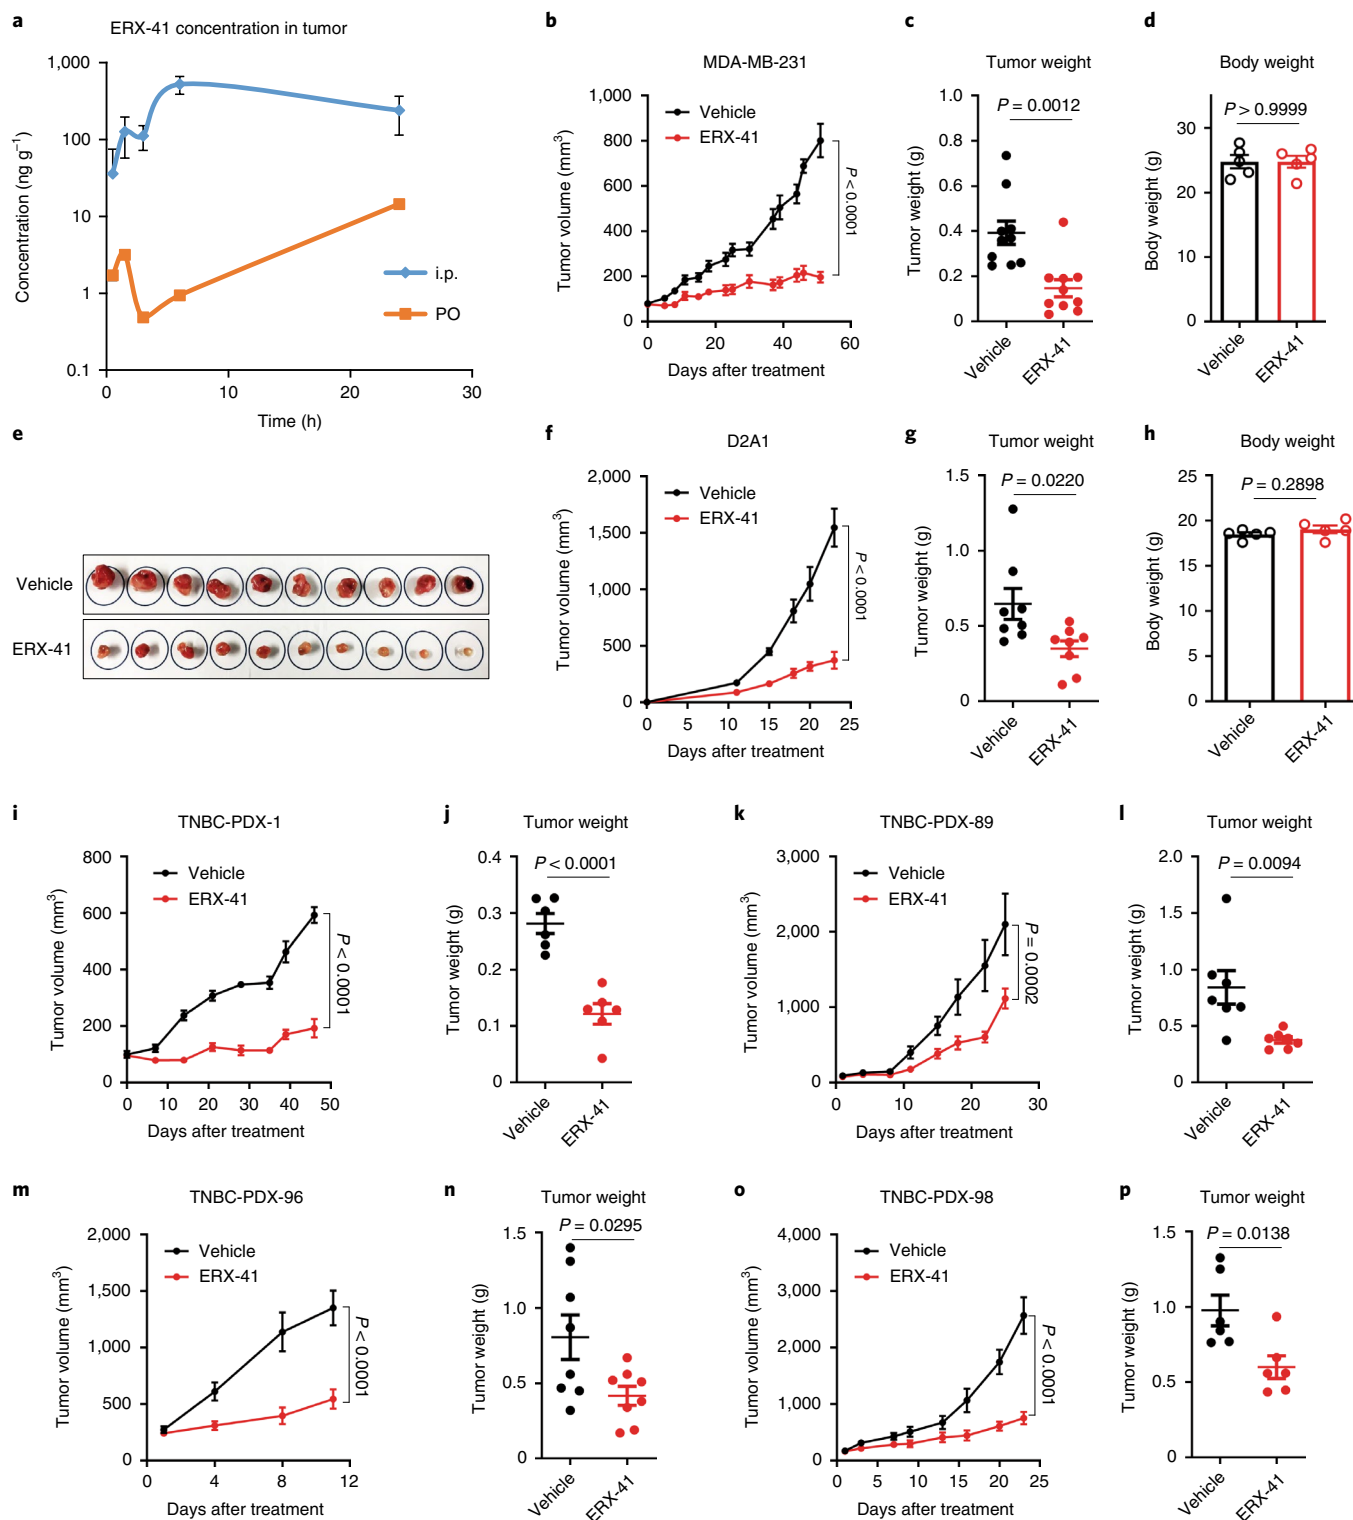 a
ERX-41 concentration in tumor
Concentration (ng g⁻¹)
1,000
100
10
1
0.1
0
10
20
30
Time (h)
i.p.
PO
b
MDA-MB-231
Tumor volume (mm³)
1,000
800
600
400
200
0
0
20
40
60
Days after treatment
Vehicle
ERX-41
P < 0.0001
c
Tumor weight
P = 0.0012
Tumor weight (g)
0.8
0.6
0.4
0.2
0
Vehicle
ERX-41
d
Body weight
P > 0.9999
Body weight (g)
30
20
10
0
Vehicle
ERX-41
e
Vehicle
ERX-41
f
D2A1
Tumor volume (mm³)
2,000
1,500
1,000
500
0
0
5
10
15
20
25
Days after treatment
Vehicle
ERX-41
P < 0.0001
g
Tumor weight
P = 0.0220
Tumor weight (g)
1.5
1.0
0.5
0
Vehicle
ERX-41
h
Body weight
P = 0.2898
Body weight (g)
25
20
15
10
5
0
Vehicle
ERX-41
i
TNBC-PDX-1
Tumor volume (mm³)
800
600
400
200
0
0
10
20
30
40
50
Days after treatment
Vehicle
ERX-41
P < 0.0001
j
Tumor weight
P < 0.0001
Tumor weight (g)
0.4
0.3
0.2
0.1
0
Vehicle
ERX-41
k
TNBC-PDX-89
Tumor volume (mm³)
3,000
2,000
1,000
0
0
10
20
30
Days after treatment
Vehicle
ERX-41
P = 0.0002
l
Tumor weight
P = 0.0094
Tumor weight (g)
2.0
1.5
1.0
0.5
0
Vehicle
ERX-41
m
TNBC-PDX-96
Tumor volume (mm³)
2,000
1,500
1,000
500
0
0
4
8
12
Days after treatment
Vehicle
ERX-41
P < 0.0001
n
Tumor weight
P = 0.0295
Tumor weight (g)
1.5
1.0
0.5
0
Vehicle
ERX-41
o
TNBC-PDX-98
Tumor volume (mm³)
4,000
3,000
2,000
1,000
0
0
5
10
15
20
25
Days after treatment
Vehicle
ERX-41
P < 0.0001
p
Tumor weight
P = 0.0138
Tumor weight (g)
1.5
1.0
0.5
0
Vehicle
ERX-41